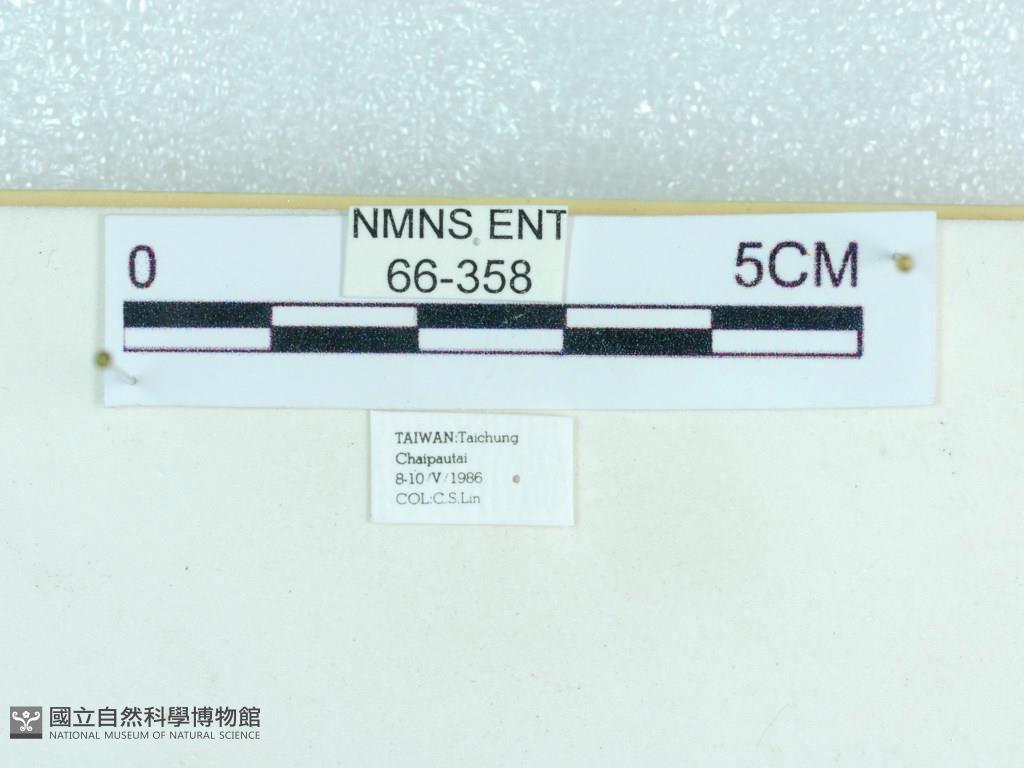 NMNS ENT
66-358
0
5CM
TAIWAN:Taichung
Chaipautai
8-10/V/1986
COL:C.S.Lin
國立自然科學博物館
NATIONAL MUSEUM OF NATURAL SCIENCE